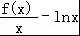 f(x)/x - lnx